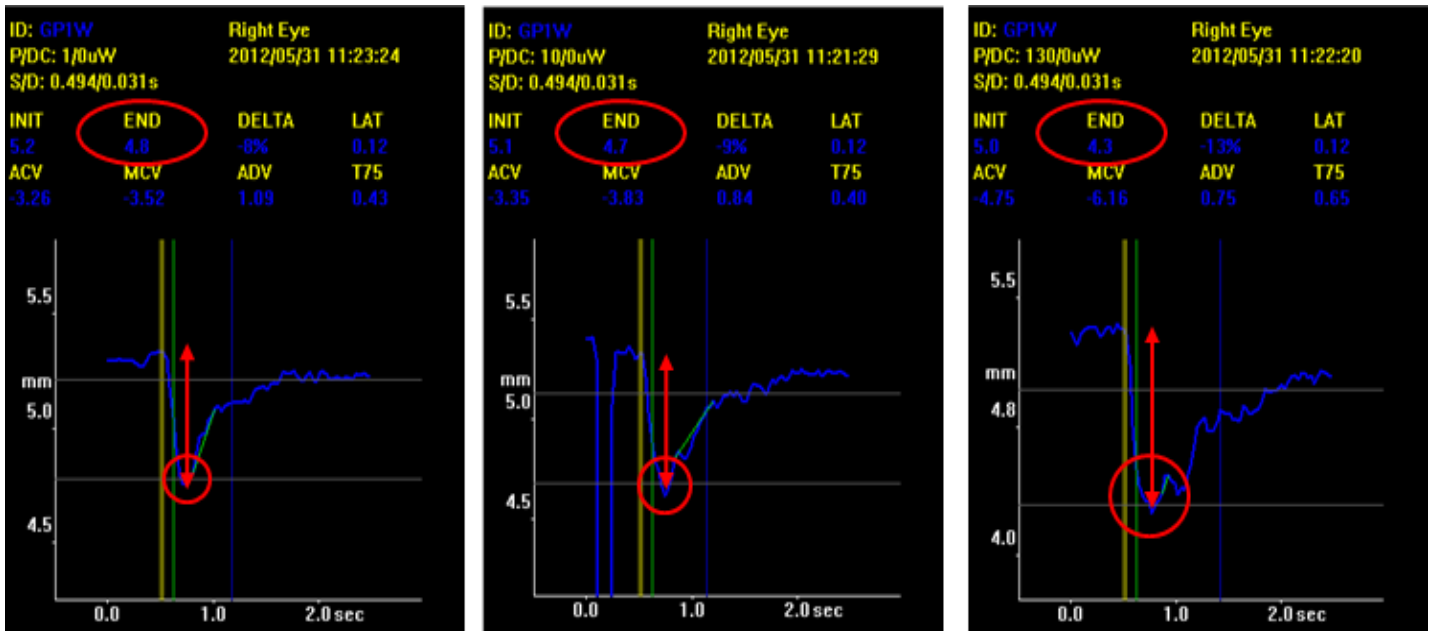 ID: GP1W Right Eye
P/DC: 1/0uW 2012/05/31 11:23:24
S/D: 0.494/0.031s
INIT END DELTA LAT
5.2 4.8 -8% 0.12
ACV MCV ADV T75
-3.26 -3.52 1.09 0.43
5.5
mm
5.0
4.5
0.0 1.0 2.0 sec
ID: GP1W Right Eye
P/DC: 10/0uW 2012/05/31 11:21:29
S/D: 0.494/0.031s
INIT END DELTA LAT
5.1 4.7 -9% 0.12
ACV MCV ADV T75
-3.35 -3.83 0.84 0.40
5.5
mm
5.0
4.5
0.0 1.0 2.0 sec
ID: GP1W Right Eye
P/DC: 130/0uW 2012/05/31 11:22:20
S/D: 0.494/0.031s
INIT END DELTA LAT
5.0 4.3 -13% 0.12
ACV MCV ADV T75
-4.75 -6.16 0.75 0.65
5.5
mm
4.8
4.0
0.0 1.0 2.0 sec